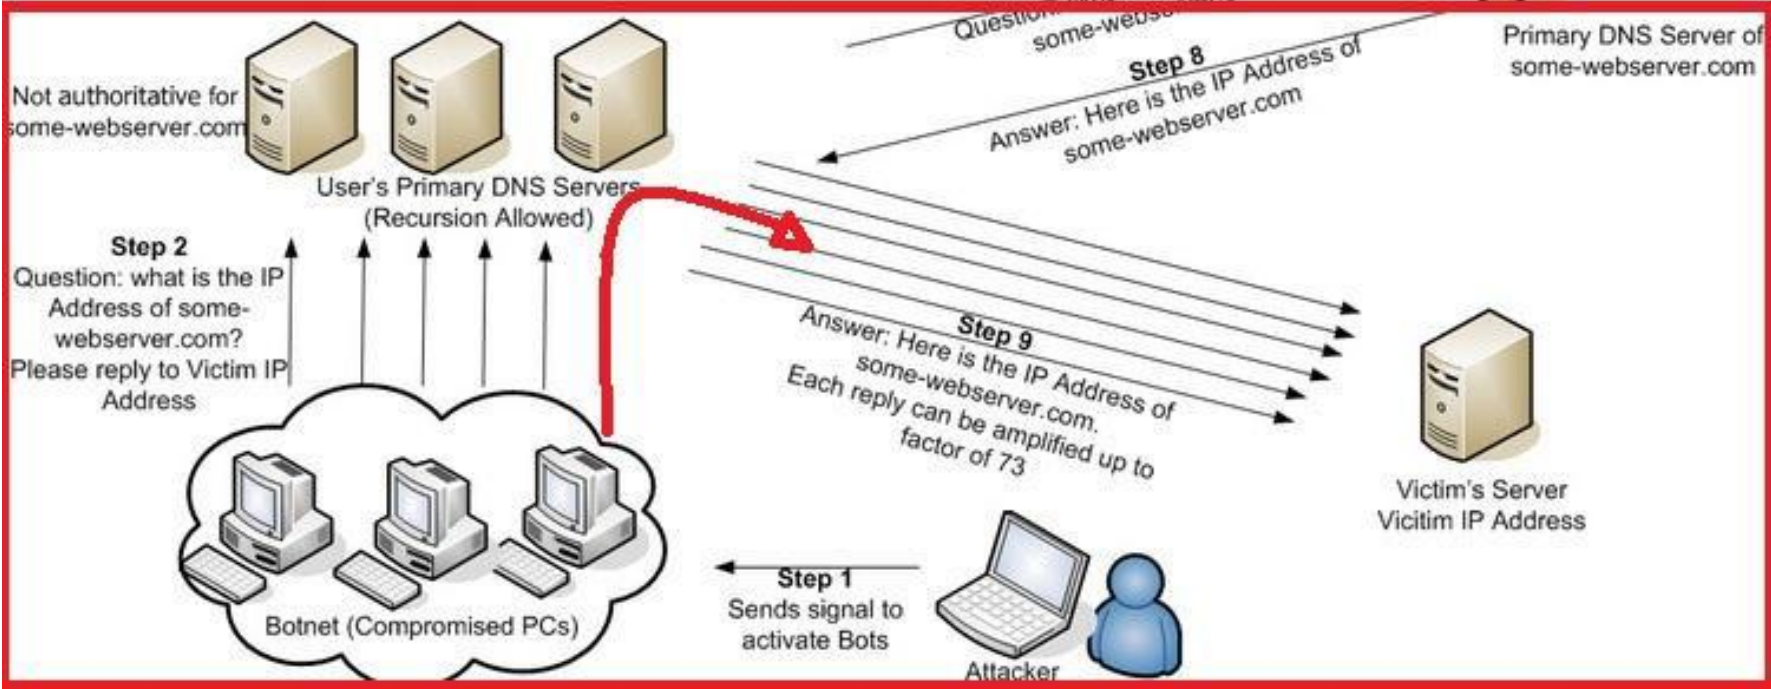 Question:
some-webs
Step 8
Answer: Here is the IP Address of
some-webserver.com
Primary DNS Server of
some-webserver.com
Not authoritative for
some-webserver.com
User's Primary DNS Servers
(Recursion Allowed)
Step 2
Question: what is the IP
Address of some-
webserver.com?
Please reply to Victim IP
Address
Step 9
Answer: Here is the IP Address of
some-webserver.com.
Each reply can be amplified up to
factor of 73
Victim's Server
Vicitim IP Address
Step 1
Sends signal to
activate Bots
Botnet (Compromised PCs)
Attacker